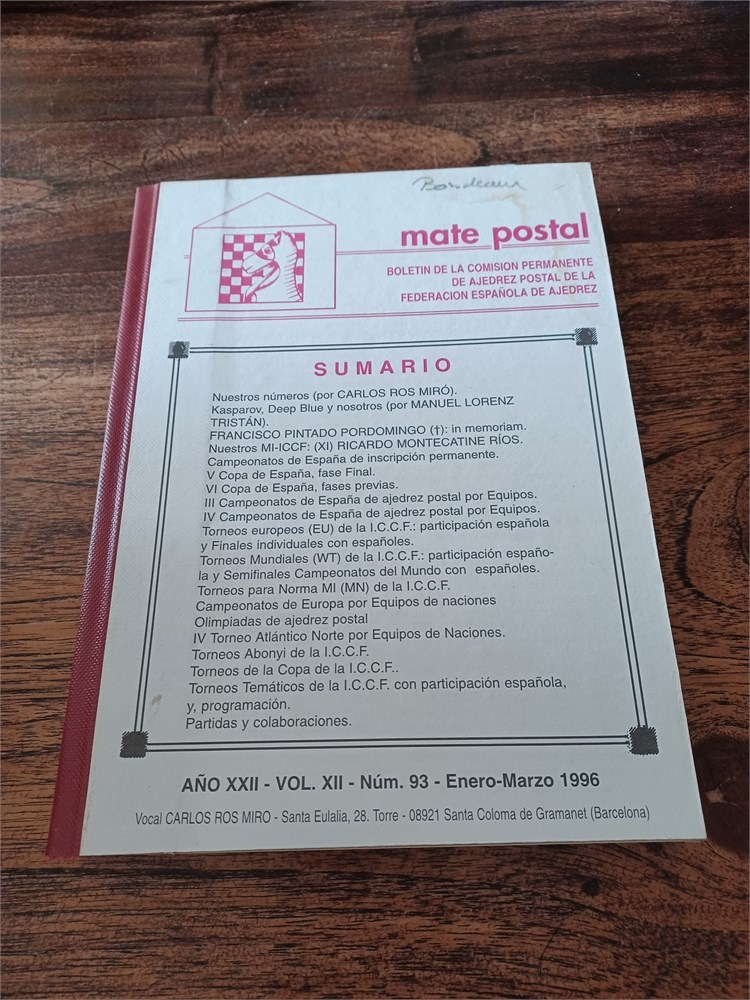 mate postal
BOLETIN DE LA COMISION PERMANENTE
DE AJEDREZ POSTAL DE LA
FEDERACION ESPAÑOLA DE AJEDREZ
SUMARIO
Nuestros números (por CARLOS ROS MIRÓ).
Kasparov, Deep Blue y nosotros (por MANUEL LORENZ
TRISTÁN).
FRANCISCO PINTADO PORDOMINGO (†): in memoriam.
Nuestros MI-ICCF: (XI) RICARDO MONTECATINE RÍOS.
Campeonatos de España de inscripción permanente.
V Copa de España, fase Final.
VI Copa de España, fases previas.
III Campeonatos de España de ajedrez postal por Equipos.
IV Campeonatos de España de ajedrez postal por Equipos.
Torneos europeos (EU) de la I.C.C.F.: participación española
y Finales individuales con españoles.
Torneos Mundiales (WT) de la I.C.C.F.: participación españo-
la y Semifinales Campeonatos del Mundo con españoles.
Torneos para Norma MI (MN) de la I.C.C.F.
Campeonatos de Europa por Equipos de naciones
Olimpiadas de ajedrez postal
IV Torneo Atlántico Norte por Equipos de Naciones.
Torneos Abonyi de la I.C.C.F.
Torneos de la Copa de la I.C.C.F..
Torneos Temáticos de la I.C.C.F. con participación española,
y, programación.
Partidas y colaboraciones.
AÑO XXII - VOL. XII - Núm. 93 - Enero-Marzo 1996
Vocal CARLOS ROS MIRO - Santa Eulalia, 28. Torre - 08921 Santa Coloma de Gramanet (Barcelona)